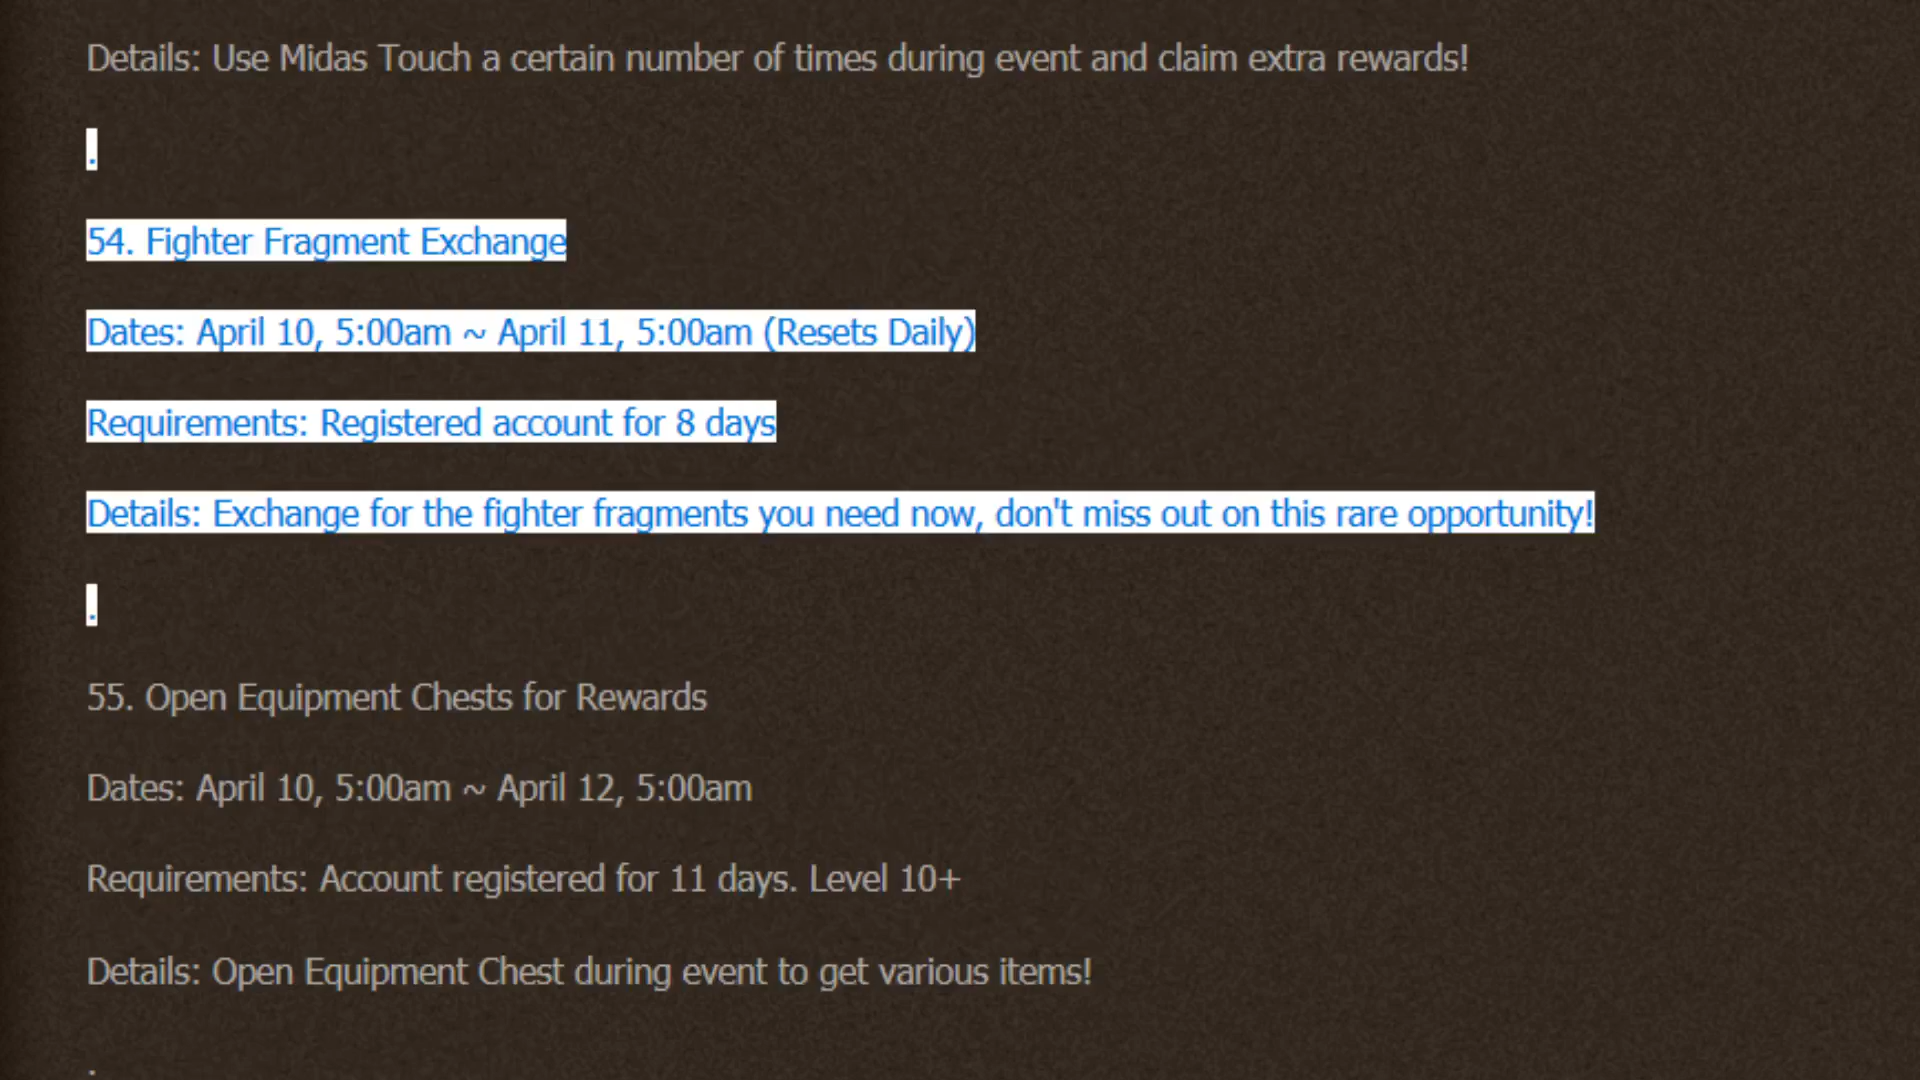 Details: Use Midas Touch a certain number of times during event and claim extra rewards!
.
54. Fighter Fragment Exchange
Dates: April 10, 5:00am ~ April 11, 5:00am (Resets Daily)
Requirements: Registered account for 8 days
Details: Exchange for the fighter fragments you need now, don't miss out on this rare opportunity!
.
55. Open Equipment Chests for Rewards
Dates: April 10, 5:00am ~ April 12, 5:00am
Requirements: Account registered for 11 days. Level 10+
Details: Open Equipment Chest during event to get various items!
.